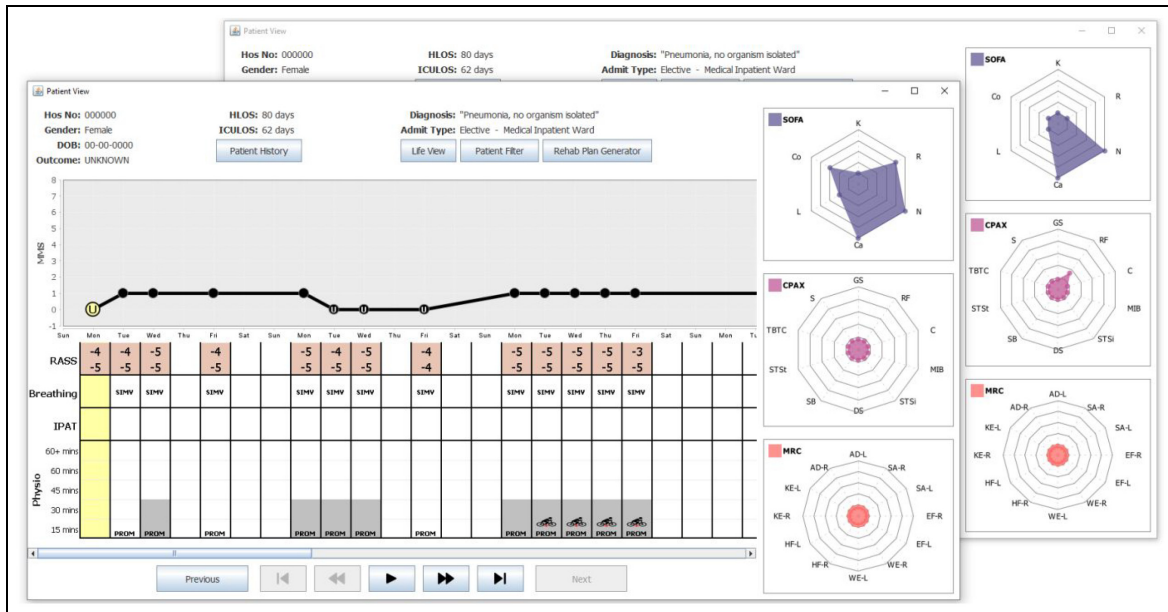 Patient View
Hos No: 000000
HLOS: 80 days
Diagnosis: "Pneumonia, no organism isolated"
Gender: Female
ICULOS: 62 days
Admit Type: Elective - Medical Inpatient Ward
SOFA
K
Co
R
L
N
Ca
CPAX
GS
S
RF
TBTC
C
STSt
MIB
SB
STSi
DS
MRC
AD-L
AD-R
SA-R
KE-L
SA-L
KE-R
EF-R
HF-L
EF-L
HF-R
WE-R
WE-L
Patient View
Hos No: 000000
HLOS: 80 days
Diagnosis: "Pneumonia, no organism isolated"
Gender: Female
ICULOS: 62 days
Admit Type: Elective - Medical Inpatient Ward
DOB: 00-00-0000
Outcome: UNKNOWN
Patient History
Life View
Patient Filter
Rehab Plan Generator
8
7
6
5
4
3
2
1
0
-1
MMS
U U U U
Sun Mon Tue Wed Thu Fri Sat Sun Mon Tue Wed Thu Fri Sat Sun Mon Tue Wed Thu Fri Sat Sun Mon Tu
RASS
-4 -4 -5 -4 -5 -4 -5 -4 -5 -5 -5 -5 -3
-5 -5 -5 -5 -5 -5 -5 -4 -5 -5 -5 -5 -5
Breathing SIMV SIMV SIMV SIMV SIMV SIMV SIMV SIMV SIMV SIMV SIMV SIMV
IPAT
Physio
60+ mins
60 mins
45 mins
30 mins
15 mins
PROM PROM PROM PROM PROM PROM PROM PROM PROM PROM PROM PROM
Previous
Next
SOFA
K
Co
R
L
N
Ca
CPAX
GS
S
RF
TBTC
C
STSt
MIB
SB
STSi
DS
MRC
AD-L
AD-R
SA-R
KE-L
SA-L
KE-R
EF-R
HF-L
EF-L
HF-R
WE-R
WE-L